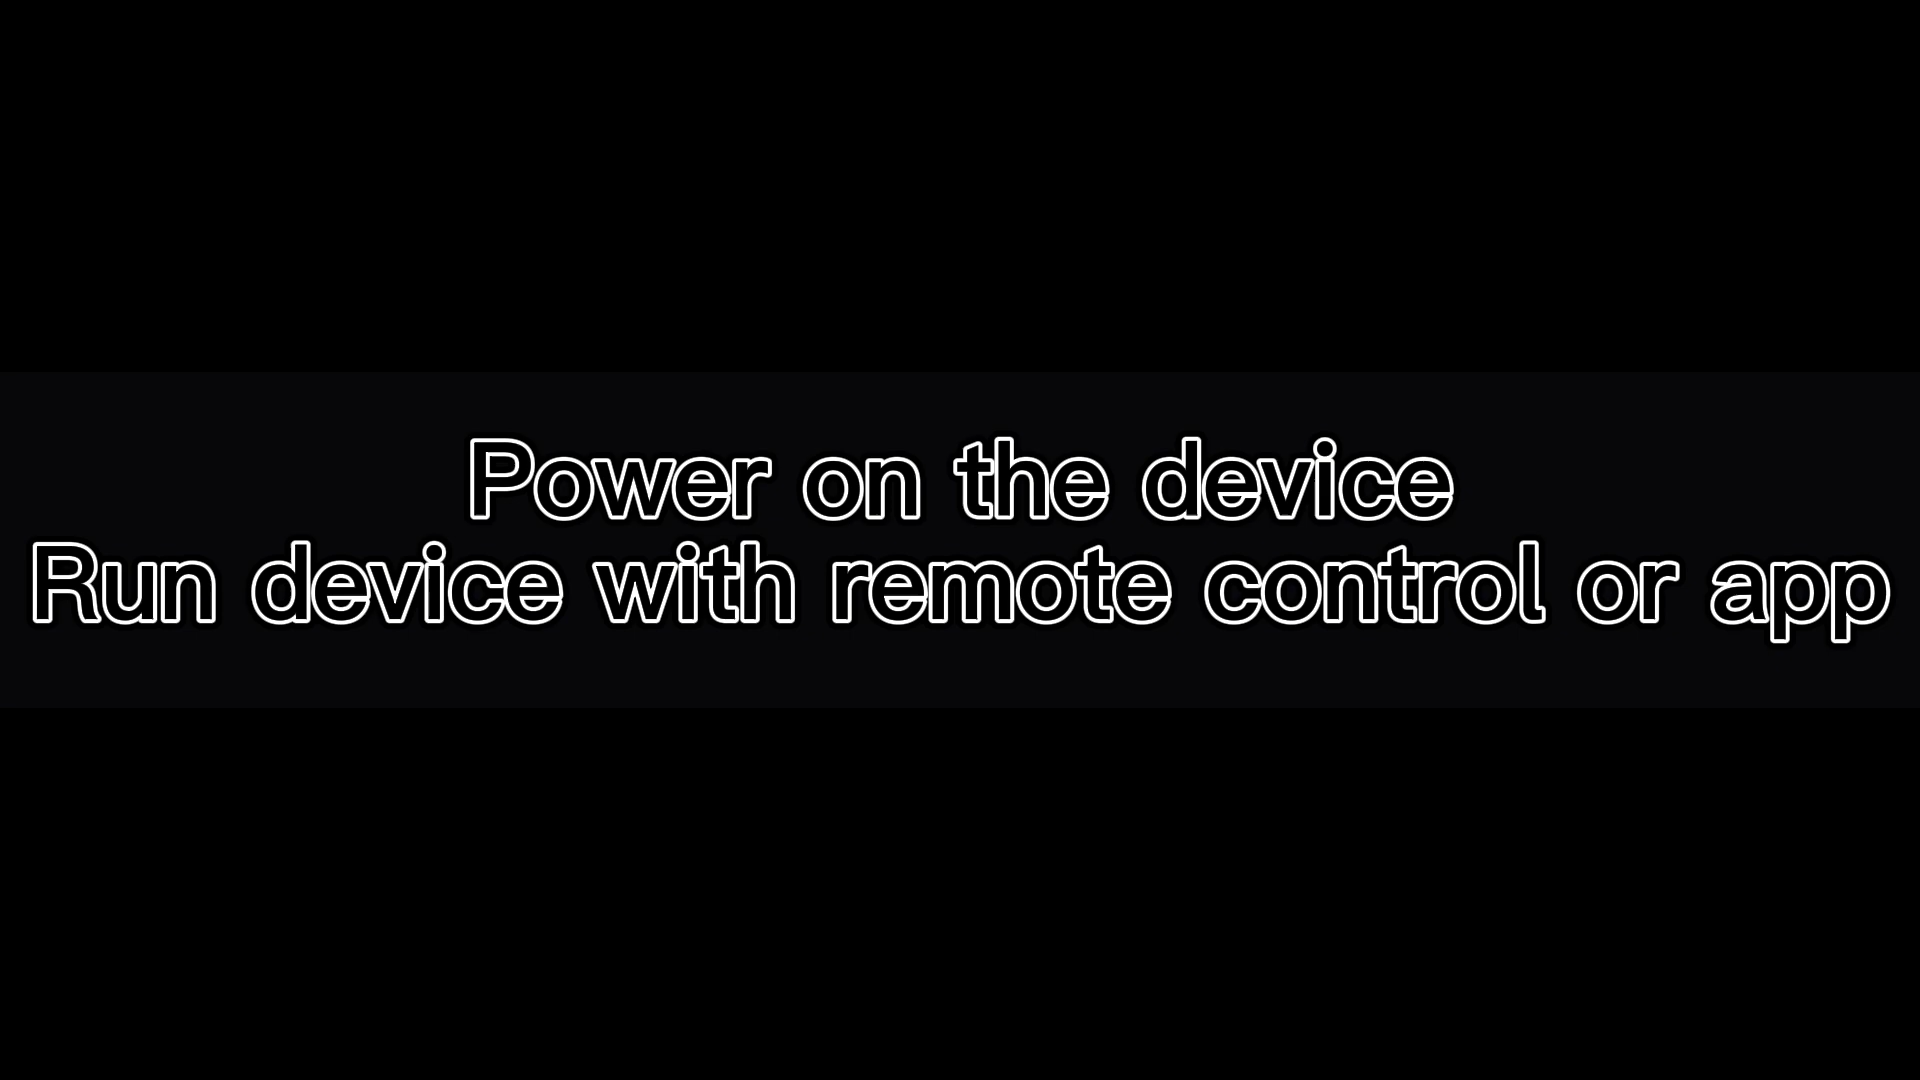 Power on the device
Run device with remote control or app